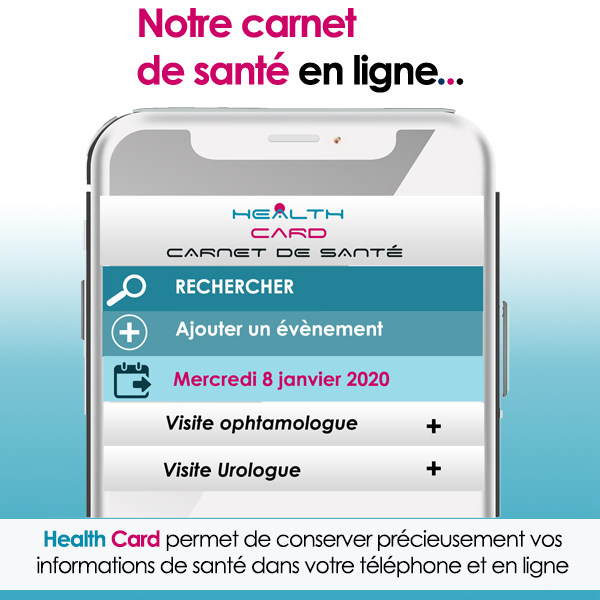 Notre carnet
de santé en ligne...
HEALTH
CARD
CARNET DE SANTÉ
RECHERCHER
Ajouter un évènement
Mercredi 8 janvier 2020
Visite ophtamologue +
Visite Urologue +
Health Card permet de conserver précieusement vos
informations de santé dans votre téléphone et en ligne